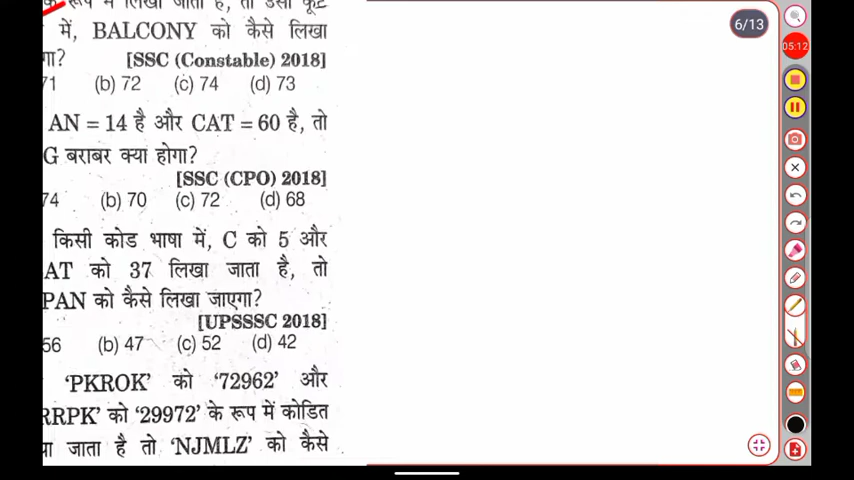 के रूप में लिखा जाता है, तो उसी कूट
में, BALCONY को कैसे लिखा
गा? [SSC (Constable) 2018]
71 (b) 72 (c) 74 (d) 73
AN = 14 है और CAT = 60 है, तो
G बराबर क्या होगा?
[SSC (CPO) 2018]
74 (b) 70 (c) 72 (d) 68
किसी कोड भाषा में, C को 5 और
AT को 37 लिखा जाता है, तो
PAN को कैसे लिखा जाएगा?
[UPSSSC 2018]
56 (b) 47 (c) 52 (d) 42
'PKROK' को '72962' और
RRPK' को '29972' के रूप में कोडित
या जाता है तो 'NJMLZ' को कैसे
6/13
05:12